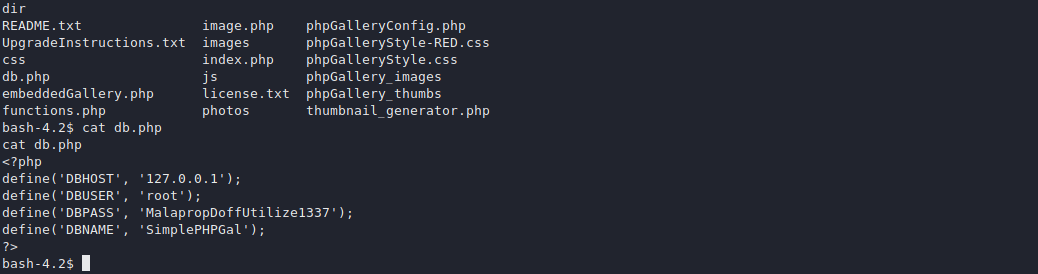 dir
README.txt               image.php    phpGalleryConfig.php
UpgradeInstructions.txt  images       phpGalleryStyle-RED.css
css                      index.php    phpGalleryStyle.css
db.php                   js           phpGallery_images
embeddedGallery.php      license.txt  phpGallery_thumbs
functions.php            photos       thumbnail_generator.php
bash-4.2$ cat db.php
cat db.php
<?php
define('DBHOST', '127.0.0.1');
define('DBUSER', 'root');
define('DBPASS', 'MalapropDoffUtilize1337');
define('DBNAME', 'SimplePHPGal');
?>
bash-4.2$